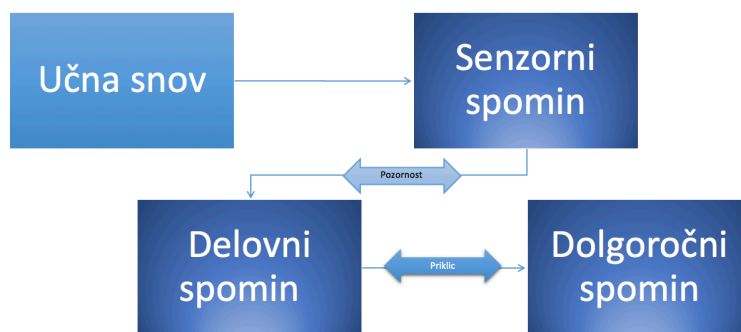 Učna snov
Senzorni
spomin
Pozornost
Delovni
spomin
Priklic
Dolgoročni
spomin